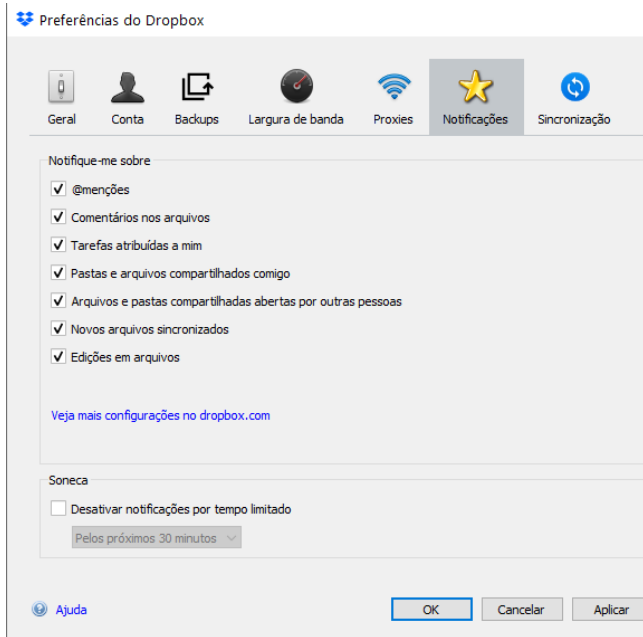 Preferências do Dropbox
Geral Conta Backups Largura de banda Proxies Notificações Sincronização
Notifique-me sobre
@menções
Comentários nos arquivos
Tarefas atribuídas a mim
Pastas e arquivos compartilhados comigo
Arquivos e pastas compartilhadas abertas por outras pessoas
Novos arquivos sincronizados
Edições em arquivos
Veja mais configurações no dropbox.com
Soneca
Desativar notificações por tempo limitado
Pelos próximos 30 minutos
Ajuda OK Cancelar Aplicar